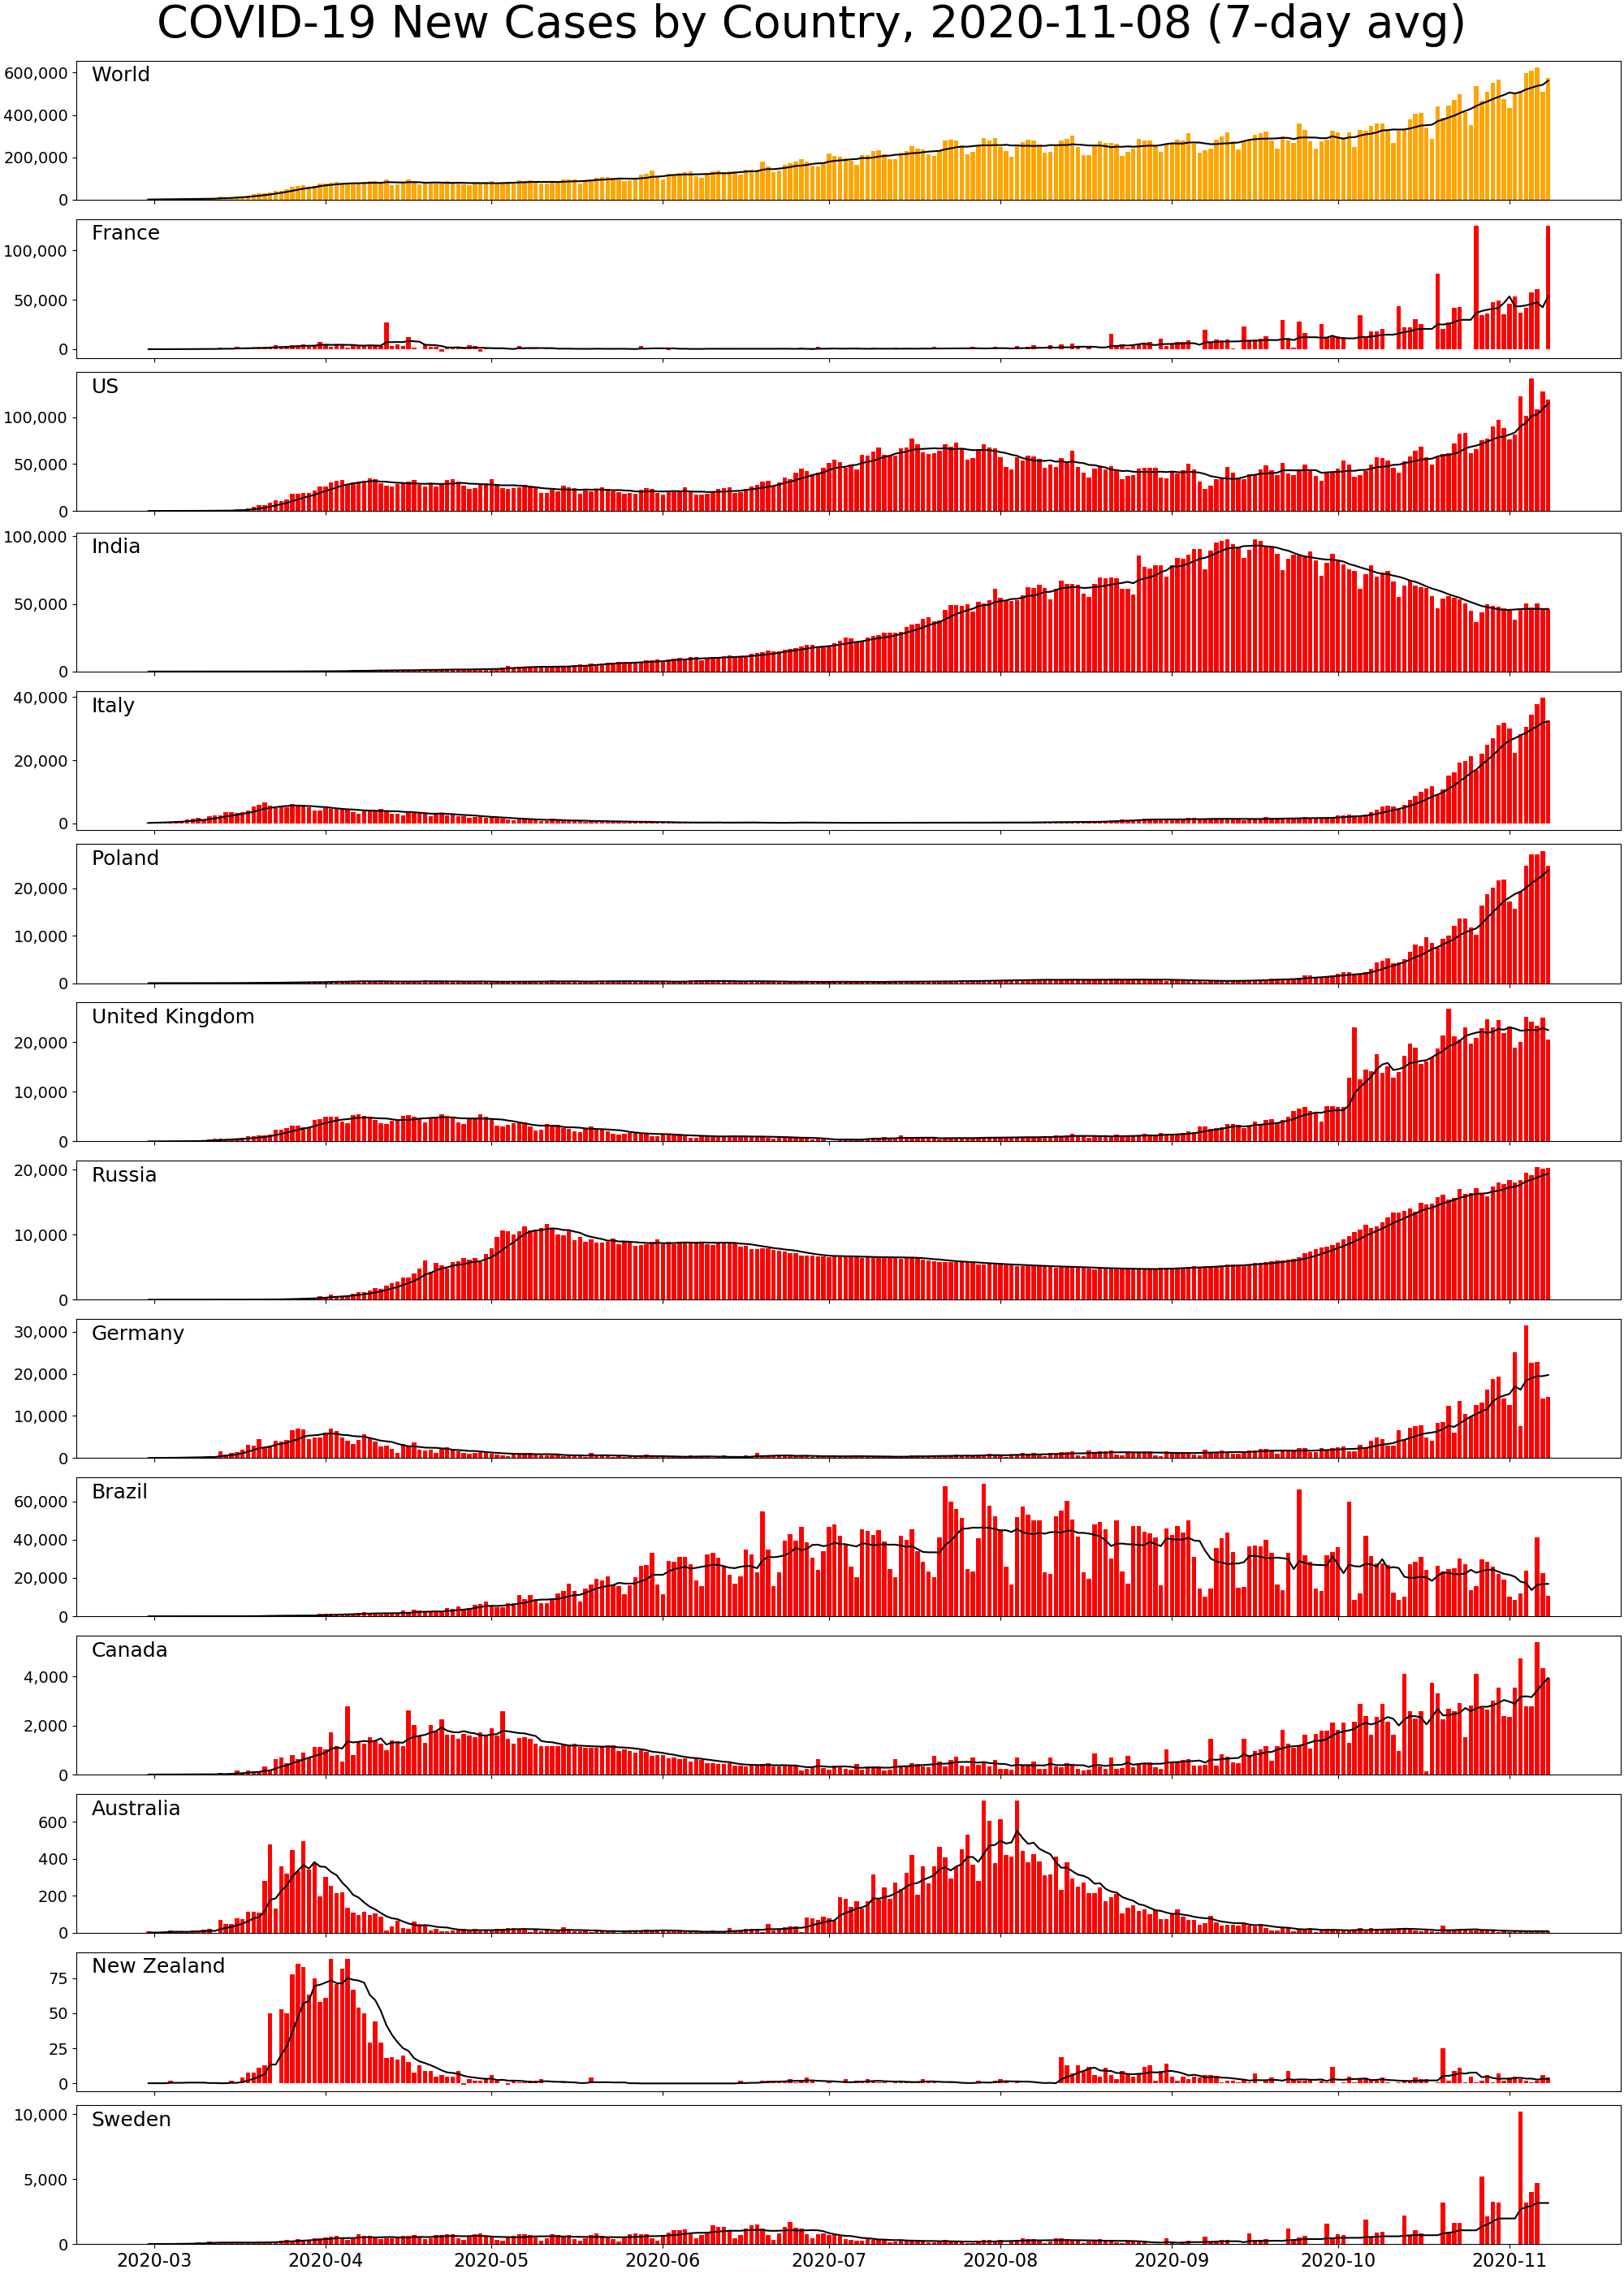 COVID-19 New Cases by Country, 2020-11-08 (7-day avg)
World
600,000
400,000
200,000
0
France
100,000
50,000
0
US
100,000
50,000
0
India
100,000
50,000
0
Italy
40,000
20,000
0
Poland
20,000
10,000
0
United Kingdom
20,000
10,000
0
Russia
20,000
10,000
0
Germany
30,000
20,000
10,000
0
Brazil
60,000
40,000
20,000
0
Canada
4,000
2,000
0
Australia
600
400
200
0
New Zealand
75
50
25
0
Sweden
10,000
5,000
0
2020-03 2020-04 2020-05 2020-06 2020-07 2020-08 2020-09 2020-10 2020-11